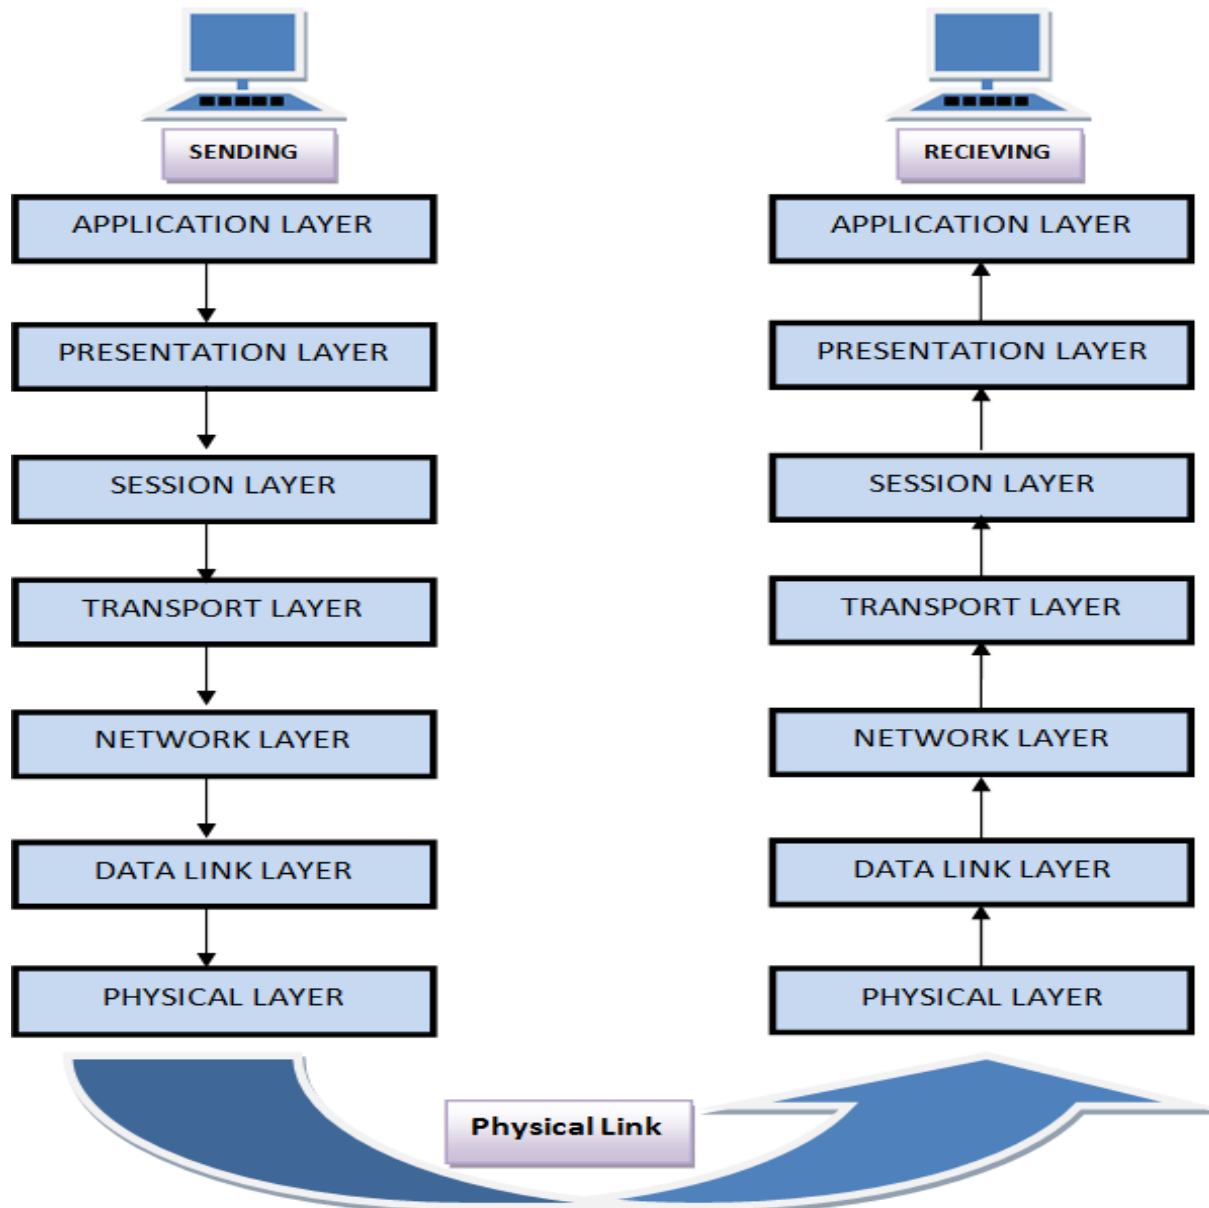 SENDING
APPLICATION LAYER
PRESENTATION LAYER
SESSION LAYER
TRANSPORT LAYER
NETWORK LAYER
DATA LINK LAYER
PHYSICAL LAYER
RECIEVING
APPLICATION LAYER
PRESENTATION LAYER
SESSION LAYER
TRANSPORT LAYER
NETWORK LAYER
DATA LINK LAYER
PHYSICAL LAYER
Physical Link